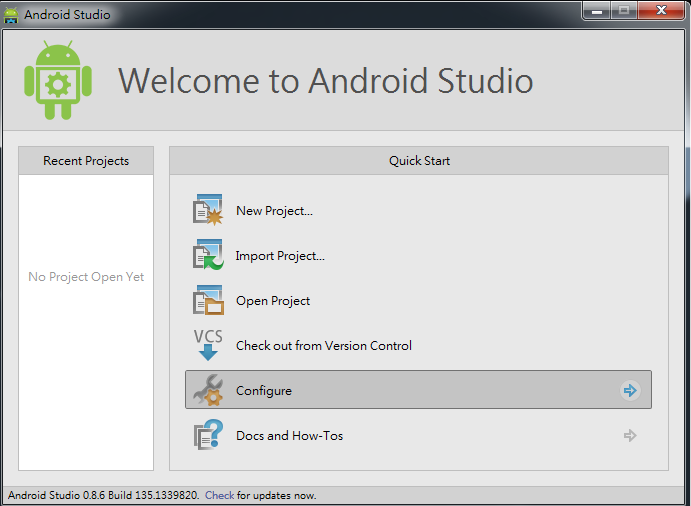 Android Studio
Welcome to Android Studio
Recent Projects
No Project Open Yet
Quick Start
New Project...
Import Project...
Open Project
VCS
Check out from Version Control
Configure
Docs and How-Tos
Android Studio 0.8.6 Build 135.1339820. Check for updates now.